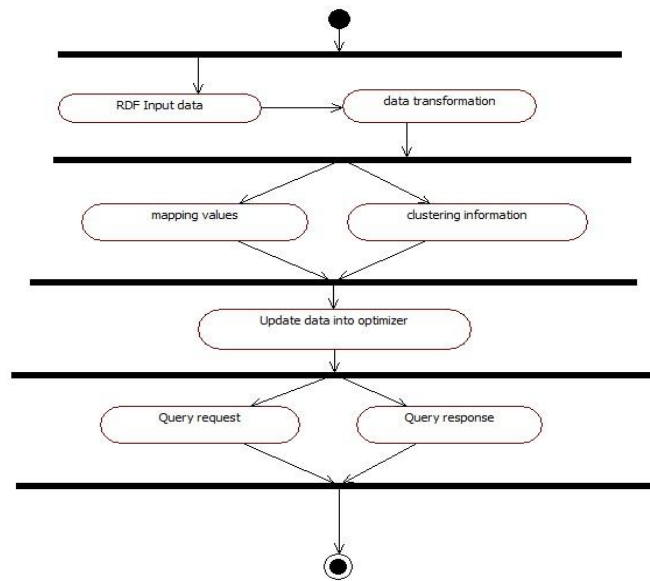 RDF Input data
data transformation
mapping values
clustering information
Update data into optimizer
Query request
Query response